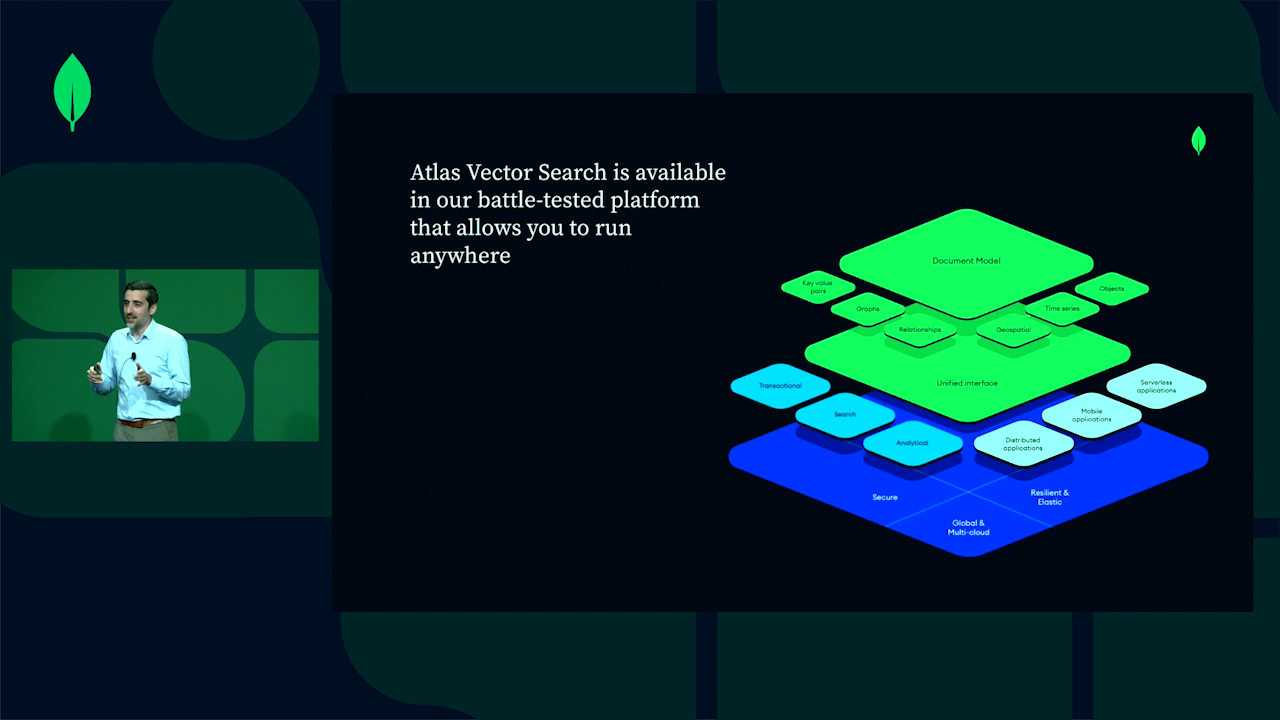 Atlas Vector Search is available
in our battle-tested platform
that allows you to run
anywhere
Document Model
Key value
pairs
Objects
Graphs
Time series
Relationships
Geospatial
Unified interface
Transactional
Serverless
applications
Search
Mobile
applications
Analytical
Distributed
applications
Secure
Resilient &
Elastic
Global &
Multi-cloud